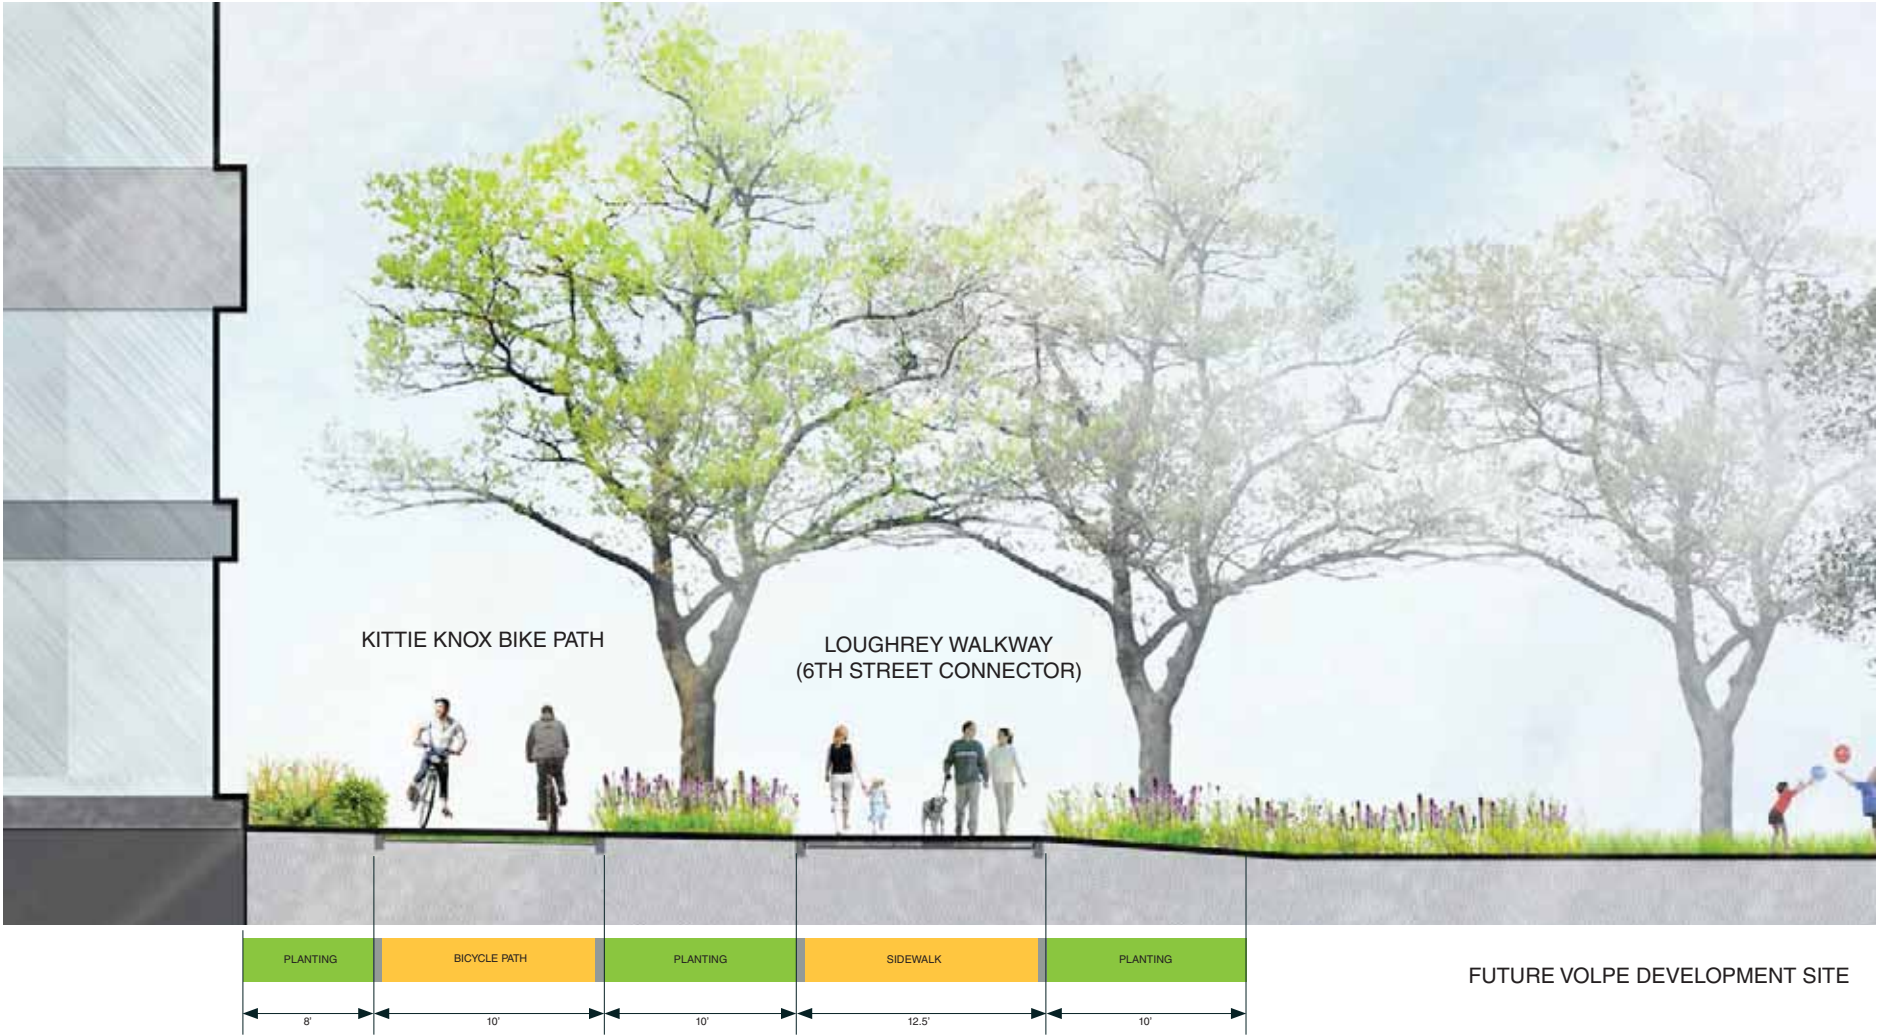 KITTIE KNOX BIKE PATH
LOUGHREY WALKWAY
(6TH STREET CONNECTOR)
PLANTING
BICYCLE PATH
PLANTING
SIDEWALK
PLANTING
FUTURE VOLPE DEVELOPMENT SITE
8'
10'
10'
12.5'
10'